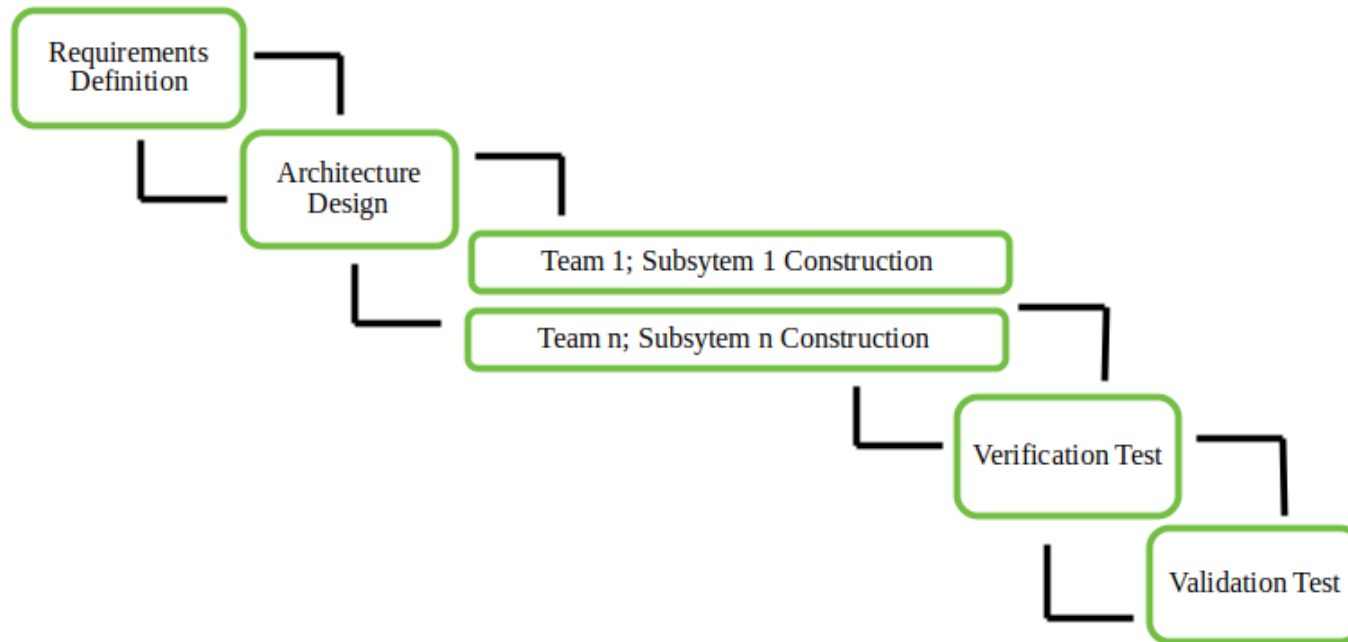 Requirements
Definition
Architecture
Design
Team 1; Subsytem 1 Construction
Team n; Subsytem n Construction
Verification Test
Validation Test